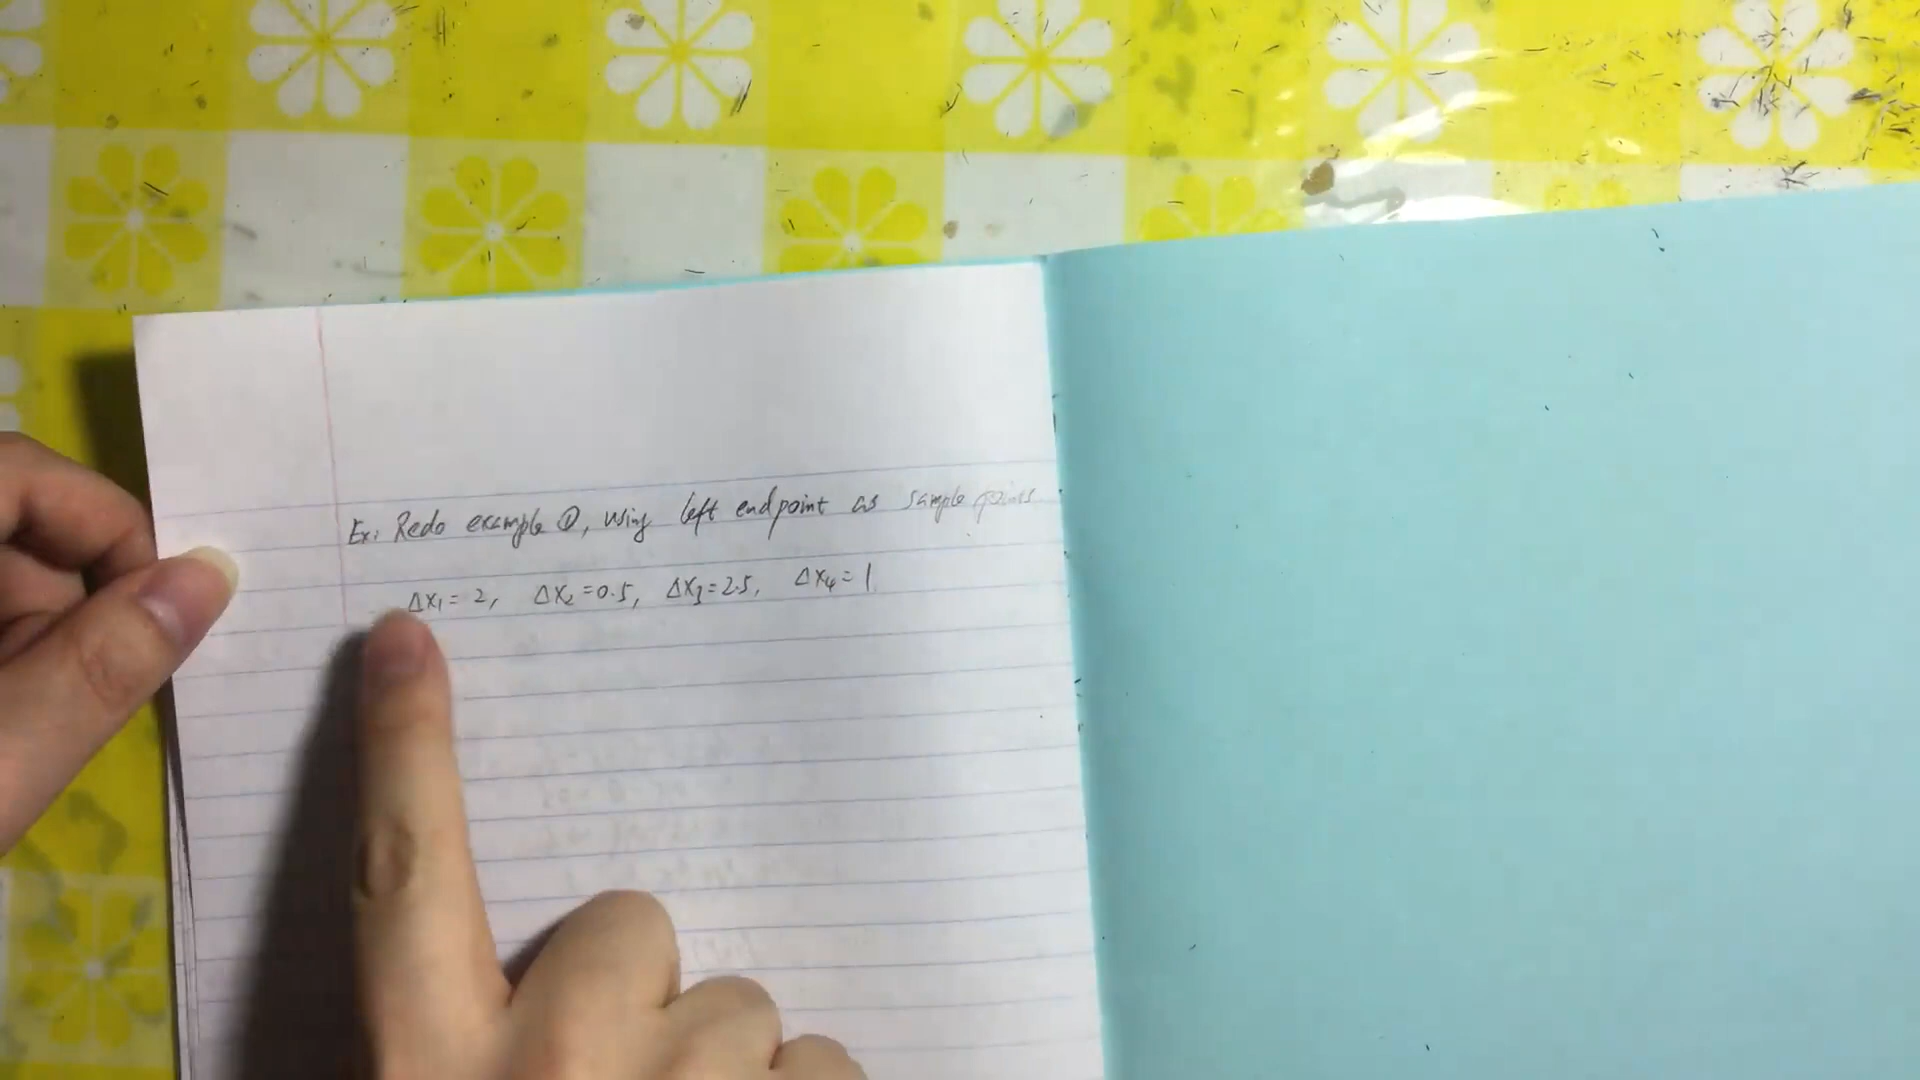 Ex: Redo example ①, using left endpoint as sample points
Δx₁ = 2, Δx₂ = 0.5, Δx₃ = 2.5, Δx₄ = 1